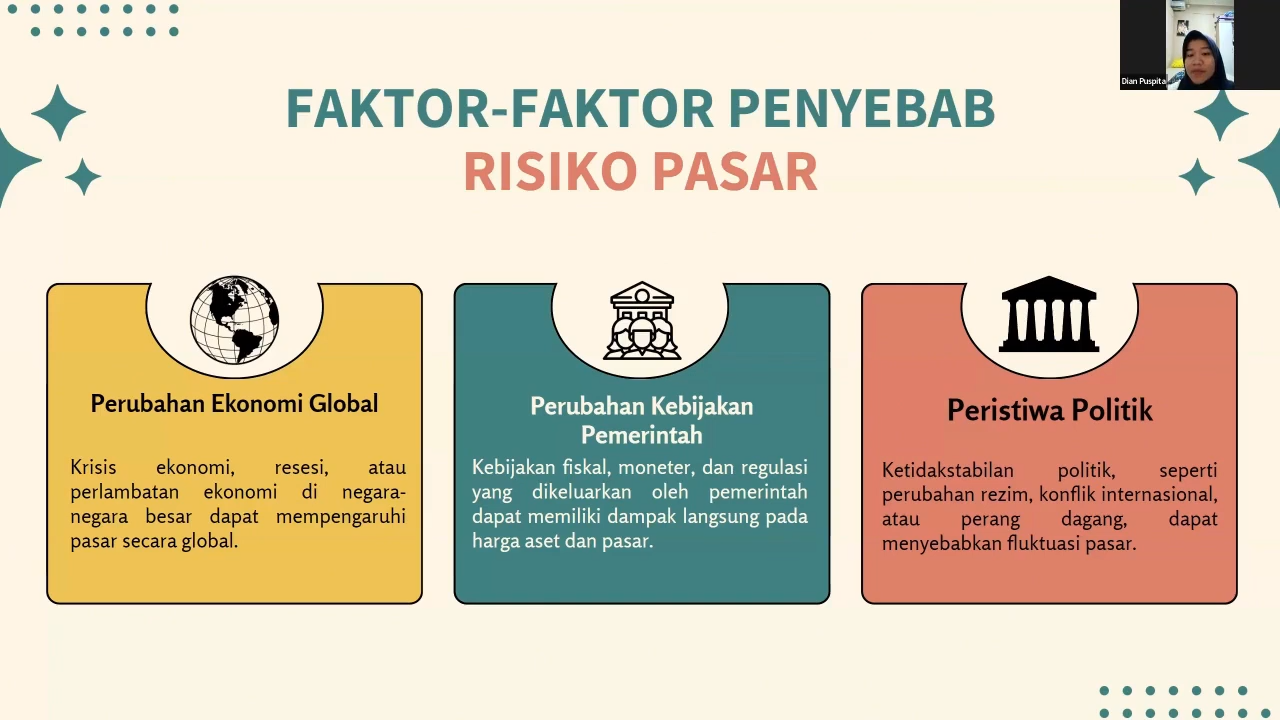 Dian Puspita
FAKTOR-FAKTOR PENYEBAB
RISIKO PASAR
Perubahan Ekonomi Global
Krisis ekonomi, resesi, atau
perlambatan ekonomi di negara-
negara besar dapat mempengaruhi
pasar secara global.
Perubahan Kebijakan
Pemerintah
Kebijakan fiskal, moneter, dan regulasi
yang dikeluarkan oleh pemerintah
dapat memiliki dampak langsung pada
harga aset dan pasar.
Peristiwa Politik
Ketidakstabilan politik, seperti
perubahan rezim, konflik internasional,
atau perang dagang, dapat
menyebabkan fluktuasi pasar.